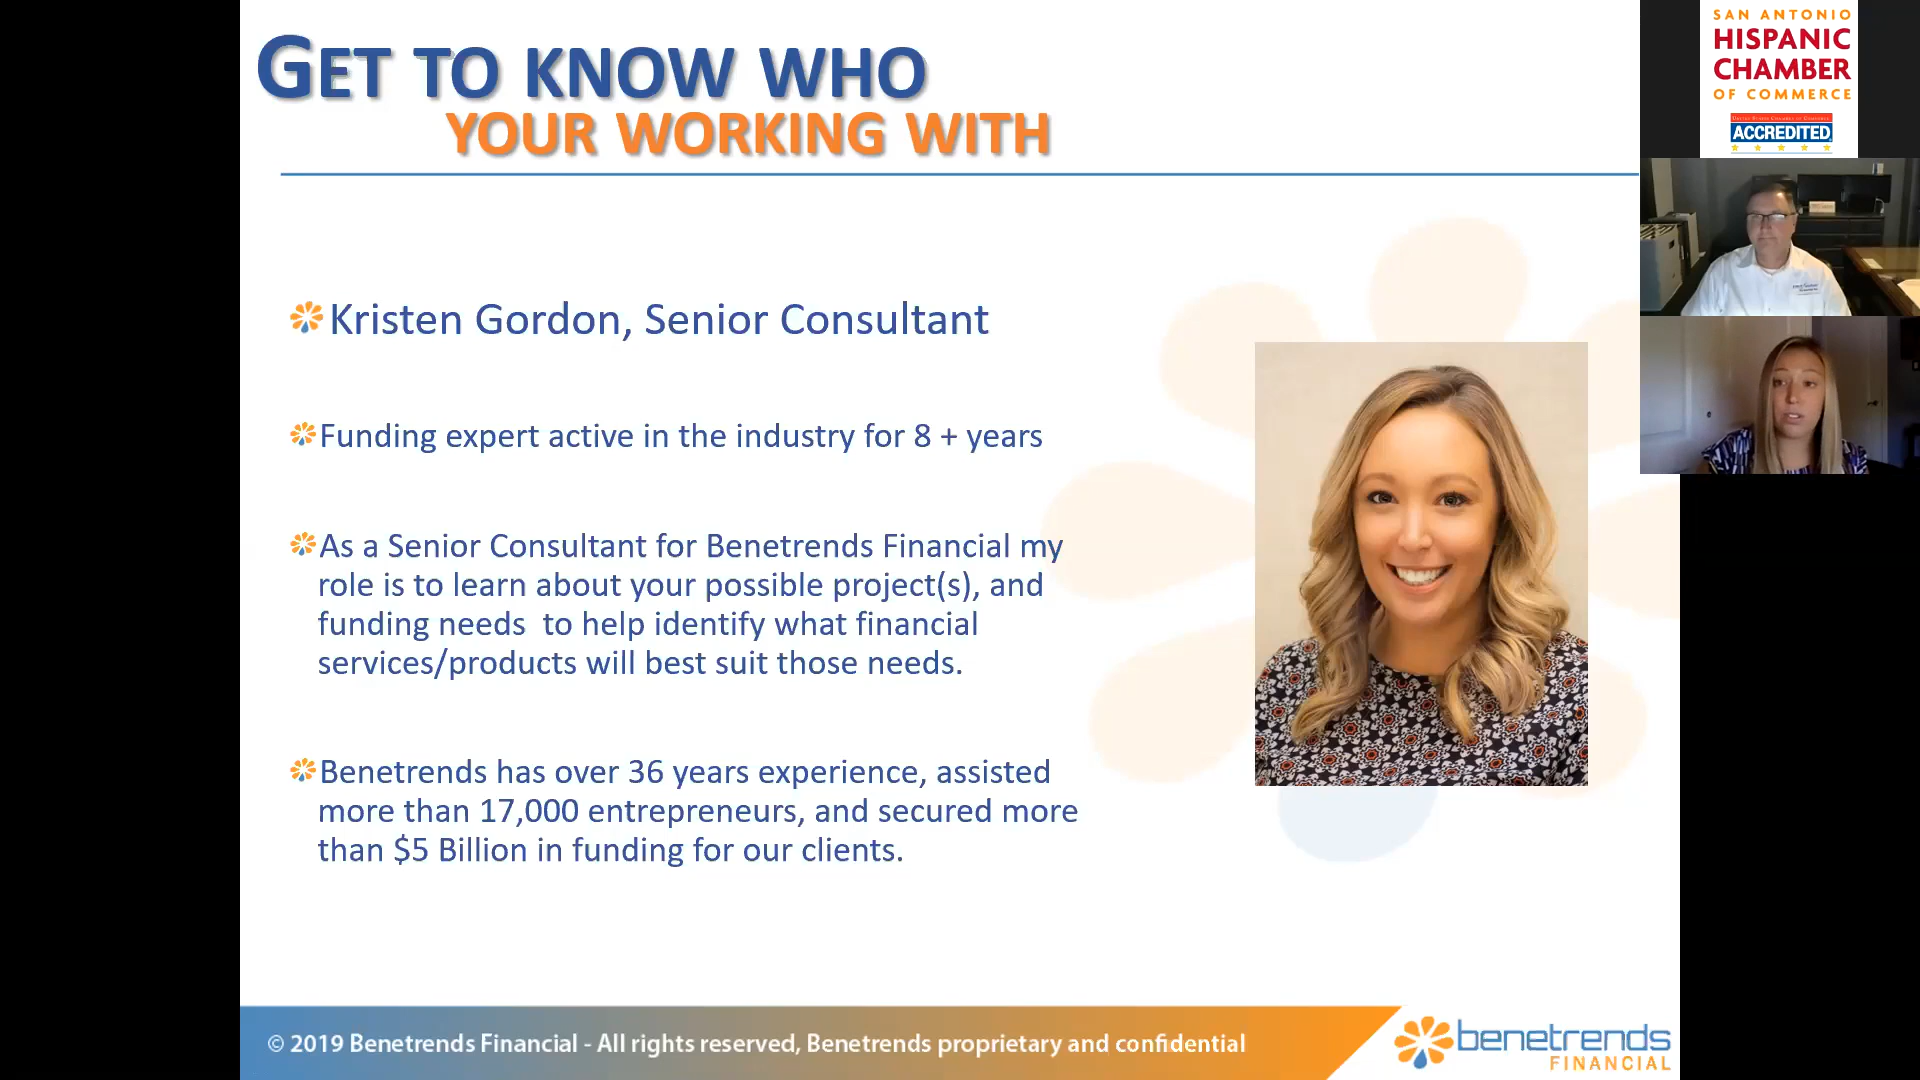 GET TO KNOW WHO
YOUR WORKING WITH
Kristen Gordon, Senior Consultant
Funding expert active in the industry for 8 + years
As a Senior Consultant for Benetrends Financial my
role is to learn about your possible project(s), and
funding needs  to help identify what financial
services/products will best suit those needs.
Benetrends has over 36 years experience, assisted
more than 17,000 entrepreneurs, and secured more
than $5 Billion in funding for our clients.
© 2019 Benetrends Financial - All rights reserved, Benetrends proprietary and confidential
benetrends
FINANCIAL
SAN ANTONIO
HISPANIC
CHAMBER
OF COMMERCE
ACCREDITED